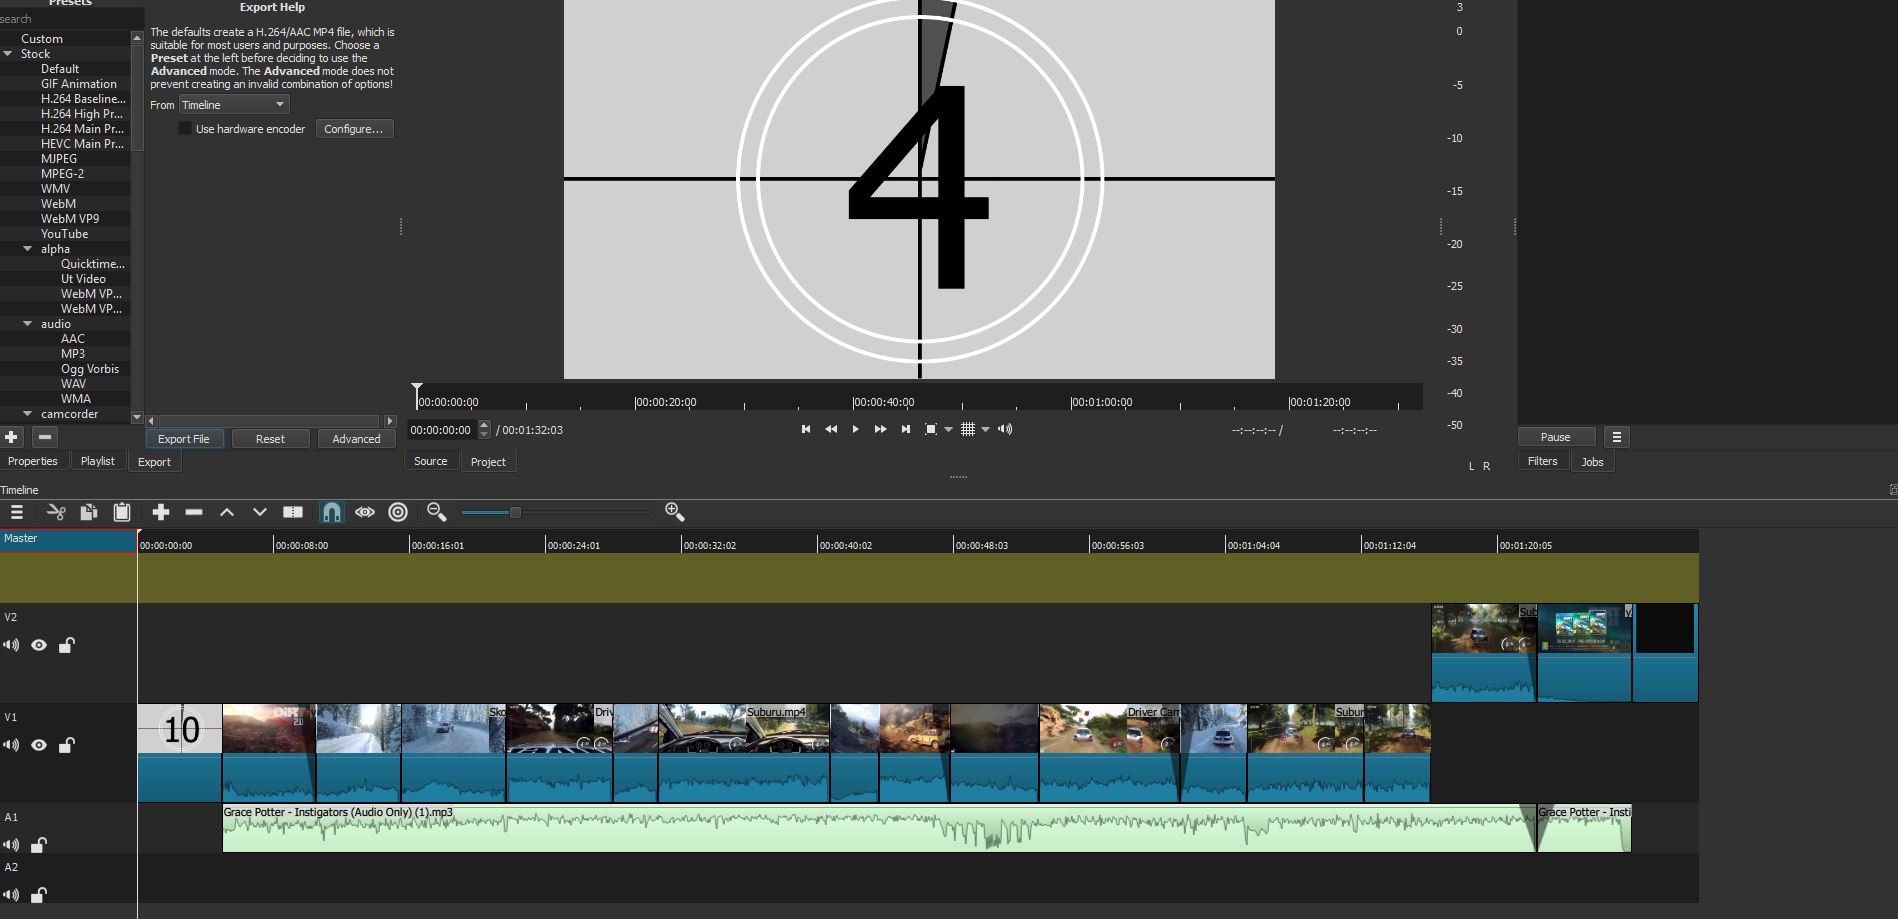 Presets
search
Custom
Stock
Default
GIF Animation
H.264 Baseline...
H.264 High Pr...
H.264 Main Pr...
HEVC Main Pr...
MJPEG
MPEG-2
WMV
WebM
WebM VP9
YouTube
alpha
Quicktime...
Ut Video
WebM VP...
WebM VP...
audio
AAC
MP3
Ogg Vorbis
WAV
WMA
camcorder
Export Help
The defaults create a H.264/AAC MP4 file, which is
suitable for most users and purposes. Choose a
Preset at the left before deciding to use the
Advanced mode. The Advanced mode does not
prevent creating an invalid combination of options!
From Timeline
Use hardware encoder Configure...
Export File Reset Advanced
Properties Playlist Export
4
00:00:00:00 00:00:20:00 00:00:40:00 00:01:00:00 00:01:20:00
00:00:00:00 / 00:01:32:03 --:--:--:-- / --:--:--:--
Source Project
3
0
-5
-10
-15
-20
-25
-30
-35
-40
-50
L R
Pause
Filters Jobs
Timeline
Master
00:00:00:00 00:00:08:00 00:00:16:01 00:00:24:01 00:00:32:02 00:00:40:02 00:00:48:03 00:00:56:03 00:01:04:04 00:01:12:04 00:01:20:05
V2
Sub
V1
10 DiRT 2.0 Sko Driv Suburu.mp4 Driver Cam Subur
A1
Grace Potter - Instigators (Audio Only) (1).mp3 Grace Potter - Insti
A2